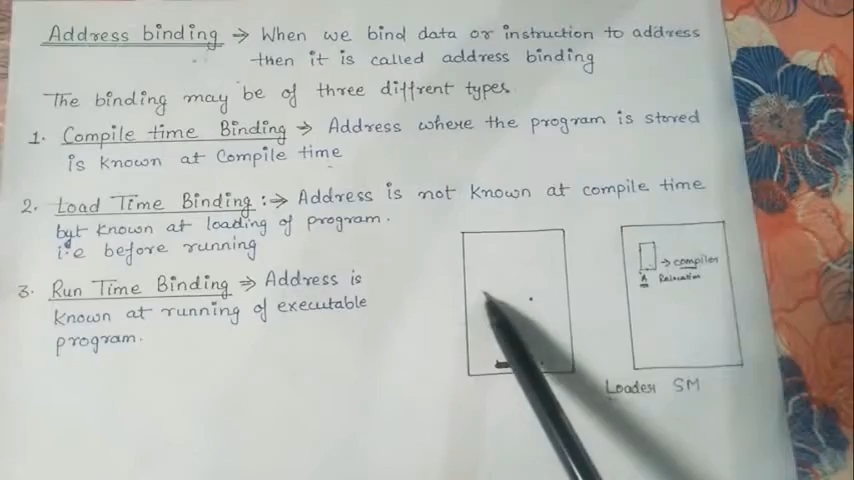 Address binding → When we bind data or instruction to address
then it is called address binding
The binding may be of three diffrent types.
1. Compile time Binding → Address where the program is stored
is known at compile time
2. Load Time Binding :→ Address is not known at compile time
but known at loading of program.
i.e before running
3. Run Time Binding ⇒ Address is
known at running of executable
program.
→ compiler
A Relocation
Loader SM